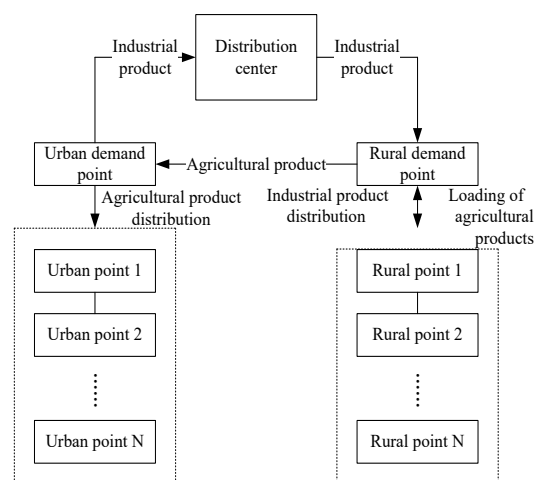 Industrial
product
Distribution
center
Industrial
product
Urban demand
point
Agricultural product
Rural demand
point
Agricultural product
distribution
Industrial product
distribution
Loading of
agricultural
products
Urban point 1
Urban point 2
Urban point N
Rural point 1
Rural point 2
Rural point N